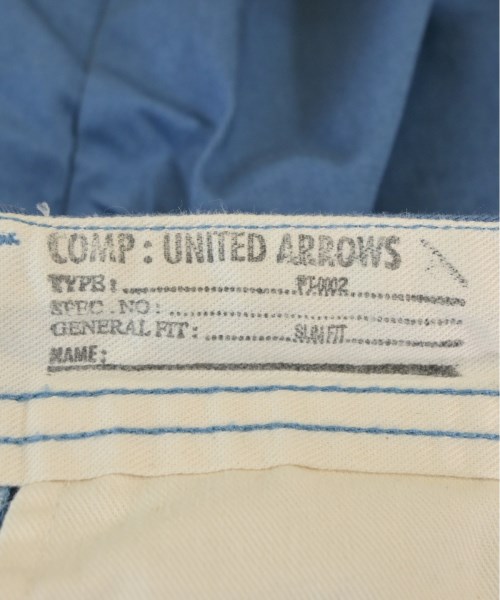 COMP : UNITED ARROWS
TYPE : PT-0002
SPEC . NO :
GENERAL FIT : SLIM FIT
NAME :